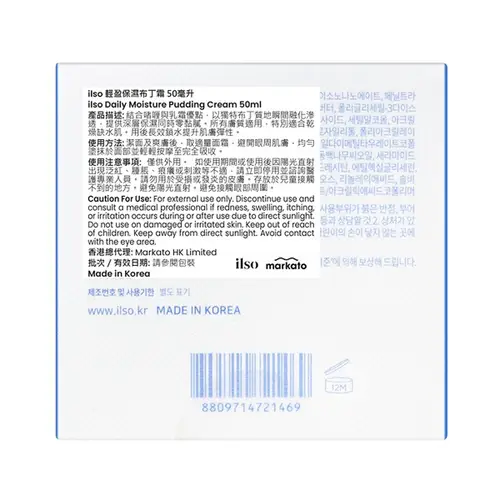 ilso 輕盈保濕布丁霜 50毫升
ilso Daily Moisture Pudding Cream 50ml
產品描述: 結合啫喱與乳霜優點，以獨特布丁質地瞬間融化滲
透，提供深層保濕同時零黏膩。所有膚質適用，特別適合乾
燥缺水肌。用後長效鎖水提升肌膚彈性。
使用方法: 潔面及爽膚後，取適量面霜，避開眼周肌膚，均勻
塗抹於面部並輕輕按摩至完全吸收。
使用注意事項: 僅供外用。 如使用期間或使用後因陽光直射
出現泛紅、腫脹、痕癢或刺激等不適，請立即停用並諮詢醫
護專業人員。請勿用於受損或發炎的皮膚。存放於兒童接觸
不到的地方，避免陽光直射。避免接觸眼部周圍。
Caution For Use: For external use only. Discontinue use and
consult a medical professional if redness, swelling, itching,
or irritation occurs during or after use due to direct sunlight.
Do not use on damaged or irritated skin. Keep out of reach
of children. Keep away from direct sunlight. Avoid contact
with the eye area.
香港總代理: Markato HK Limited
批次 / 有效日期: 請參閱包裝
Made in Korea
ilso markato
제조번호 및 사용기한 별도 표기
www.ilso.kr MADE IN KOREA
12M
8809714721469